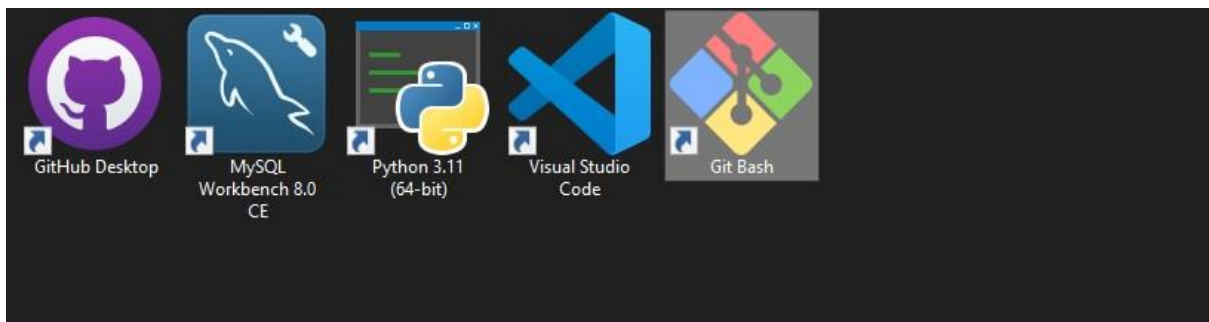 GitHub Desktop
MySQL
Workbench 8.0
CE
Python 3.11
(64-bit)
Visual Studio
Code
Git Bash